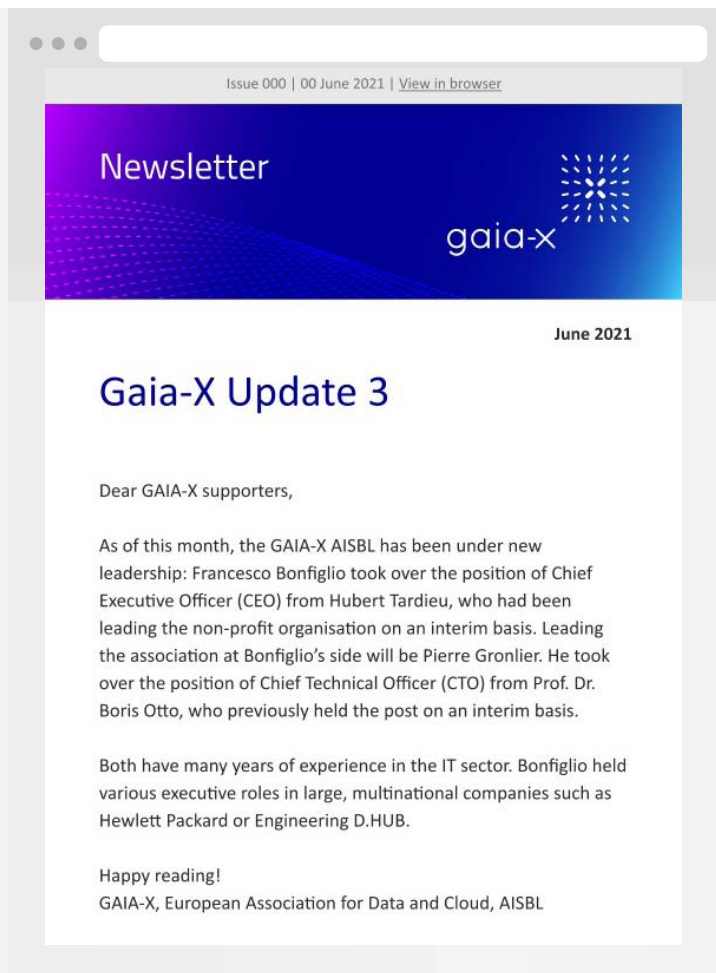 Issue 000 | 00 June 2021 | View in browser
Newsletter
gaia-x
June 2021
Gaia-X Update 3
Dear GAIA-X supporters,
As of this month, the GAIA-X AISBL has been under new
leadership: Francesco Bonfiglio took over the position of Chief
Executive Officer (CEO) from Hubert Tardieu, who had been
leading the non-profit organisation on an interim basis. Leading
the association at Bonfiglio’s side will be Pierre Gronlier. He took
over the position of Chief Technical Officer (CTO) from Prof. Dr.
Boris Otto, who previously held the post on an interim basis.
Both have many years of experience in the IT sector. Bonfiglio held
various executive roles in large, multinational companies such as
Hewlett Packard or Engineering D.HUB.
Happy reading!
GAIA-X, European Association for Data and Cloud, AISBL